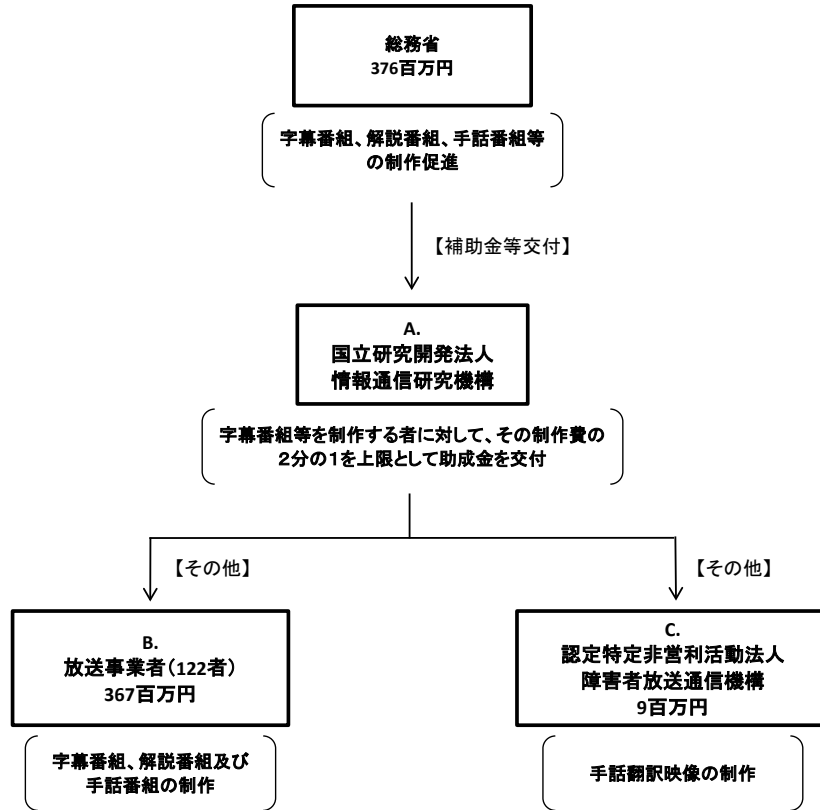 総務省
376百万円
字幕番組、解説番組、手話番組等
の制作促進
【補助金等交付】
A.
国立研究開発法人
情報通信研究機構
字幕番組等を制作する者に対して、その制作費の
２分の１を上限として助成金を交付
【その他】
【その他】
B.
放送事業者（122者）
367百万円
C.
認定特定非営利活動法人
障害者放送通信機構
9百万円
字幕番組、解説番組及び
手話番組の制作
手話翻訳映像の制作